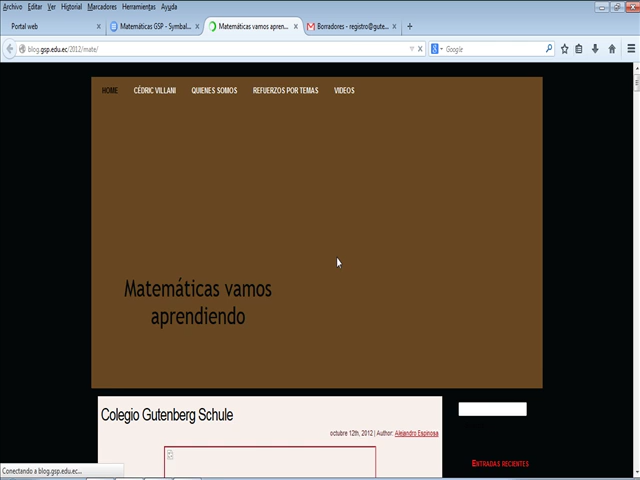 Archivo Editar Ver Historial Marcadores Herramientas Ayuda
Portal web × Matemáticas GSP - Symbal... × Matemáticas vamos apren... × Borradores - registro@gute... × +
blog.gsp.edu.ec/2012/mate/ Google
HOME CÉDRIC VILLANI QUIENES SOMOS REFUERZOS POR TEMAS VIDEOS
Matemáticas vamos
aprendiendo
Colegio Gutenberg Schule
octubre 12th, 2012 | Author: Alejandro Espinosa
ENTRADAS RECIENTES
Conectando a blog.gsp.edu.ec...